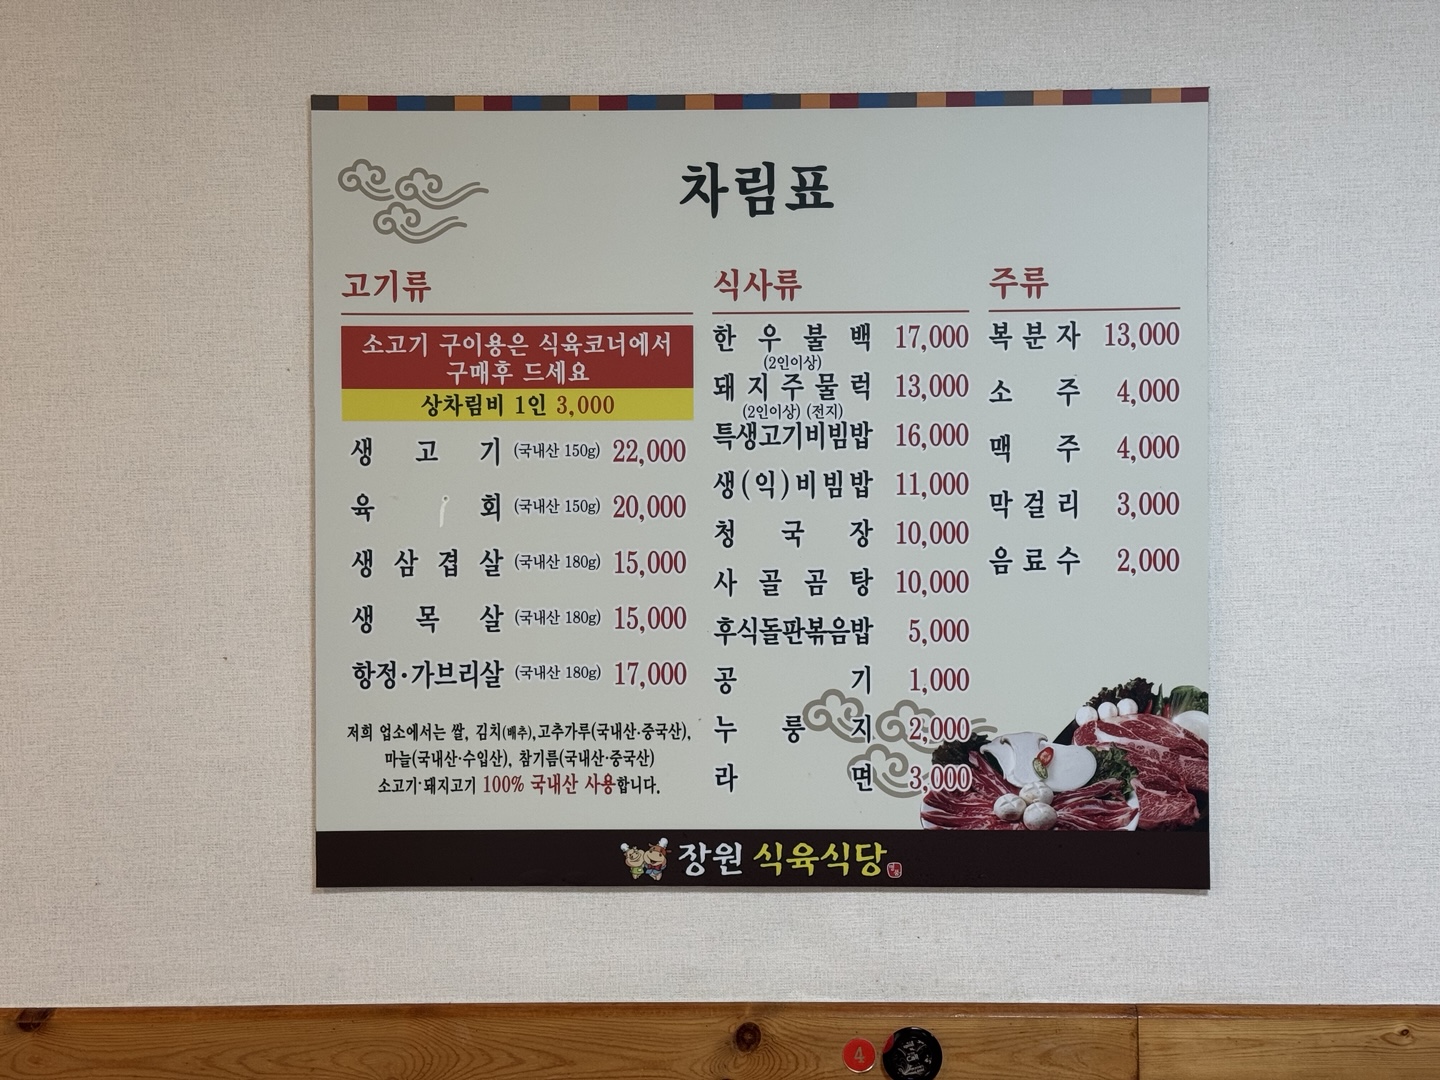 차림표
고기류
소고기 구이용은 식육코너에서
구매후 드세요
상차림비 1인 3,000
생고기 (국내산 150g) 22,000
육회 (국내산 150g) 20,000
생삼겹살 (국내산 180g) 15,000
생목살 (국내산 180g) 15,000
항정·가브리살 (국내산 180g) 17,000
저희 업소에서는 쌀, 김치(배추),고추가루(국내산·중국산),
마늘(국내산·수입산), 참기름(국내산·중국산)
소고기·돼지고기 100% 국내산 사용합니다.
식사류
한우불백 17,000
(2인이상)
돼지주물럭 13,000
(2인이상) (전지)
특생고기비빔밥 16,000
생(익)비빔밥 11,000
청국장 10,000
사골곰탕 10,000
후식돌판볶음밥 5,000
공기 1,000
누룽지 2,000
라면 3,000
주류
복분자 13,000
소주 4,000
맥주 4,000
막걸리 3,000
음료수 2,000
장원 식육식당
4